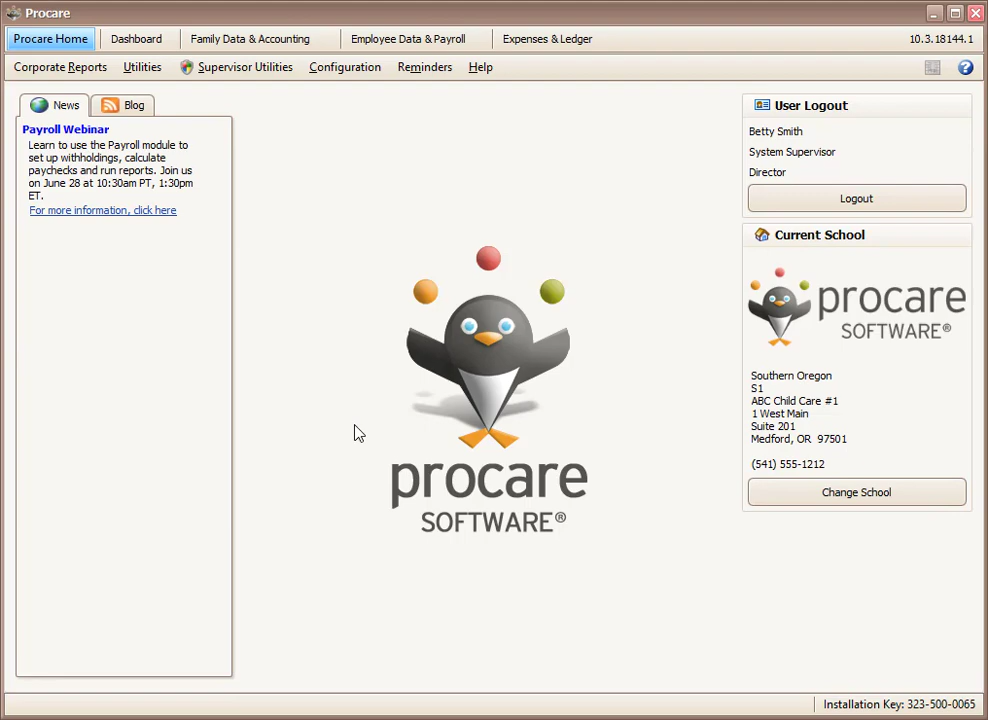 Procare
Procare Home
Dashboard
Family Data & Accounting
Employee Data & Payroll
Expenses & Ledger
10.3.18144.1
Corporate Reports
Utilities
Supervisor Utilities
Configuration
Reminders
Help
News
Blog
Payroll Webinar
Learn to use the Payroll module to
set up withholdings, calculate
paychecks and run reports. Join us
on June 28 at 10:30am PT, 1:30pm
ET.
For more information, click here
procare
SOFTWARE®
User Logout
Betty Smith
System Supervisor
Director
Logout
Current School
procare
SOFTWARE®
Southern Oregon
S1
ABC Child Care #1
1 West Main
Suite 201
Medford, OR 97501
(541) 555-1212
Change School
Installation Key: 323-500-0065